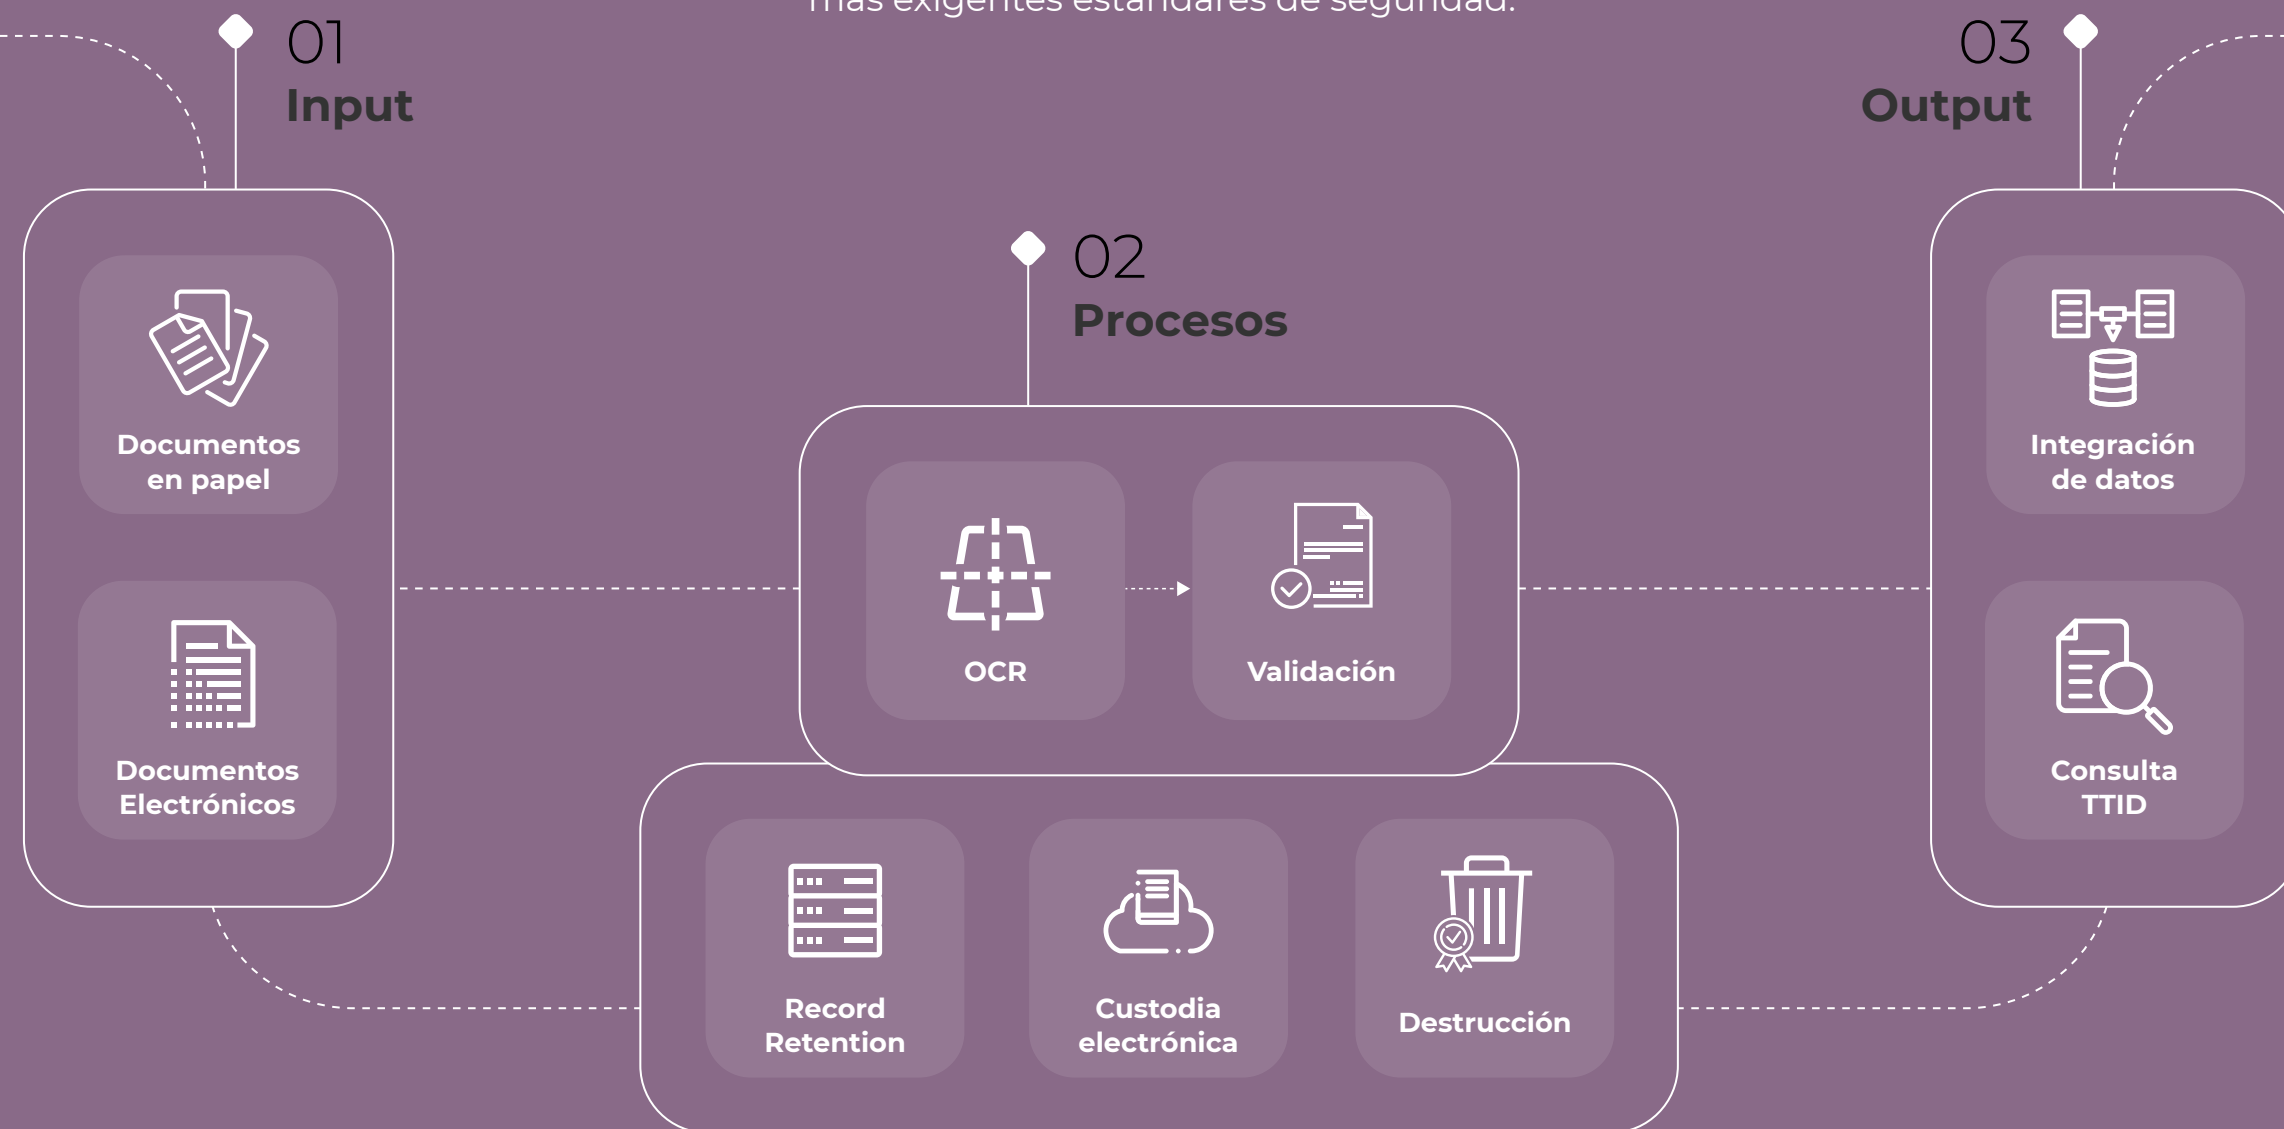 más exigentes estándares de seguridad.
01
Input
Documentos
en papel
Documentos
Electrónicos
02
Procesos
OCR
Validación
Record
Retention
Custodia
electrónica
Destrucción
03
Output
Integración
de datos
Consulta
TTID